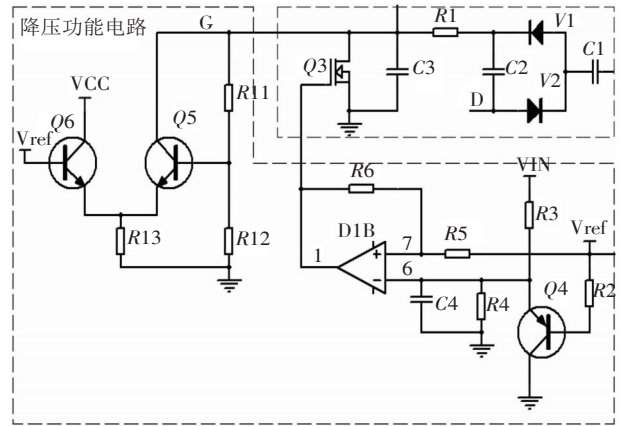 降压功能电路
G
R1
V1
Q3
C3
C2
V2
C1
D
VCC
R11
Q6
Vref
Q5
R6
VIN
R3
D1B
7
R5
Vref
R13
R12
1
6
C4
R4
Q4
R2